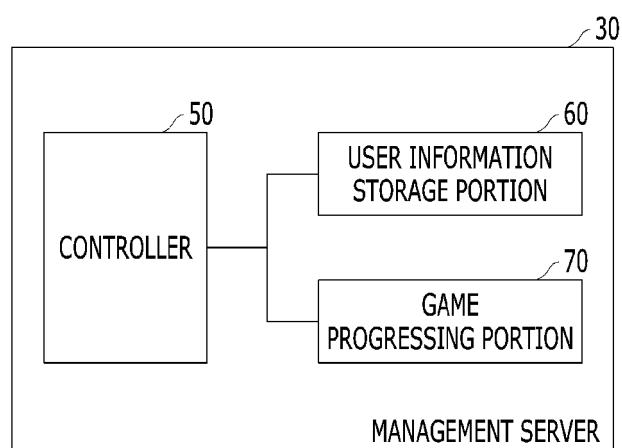 30
50
CONTROLLER
60
USER INFORMATION
STORAGE PORTION
70
GAME
PROGRESSING PORTION
MANAGEMENT SERVER